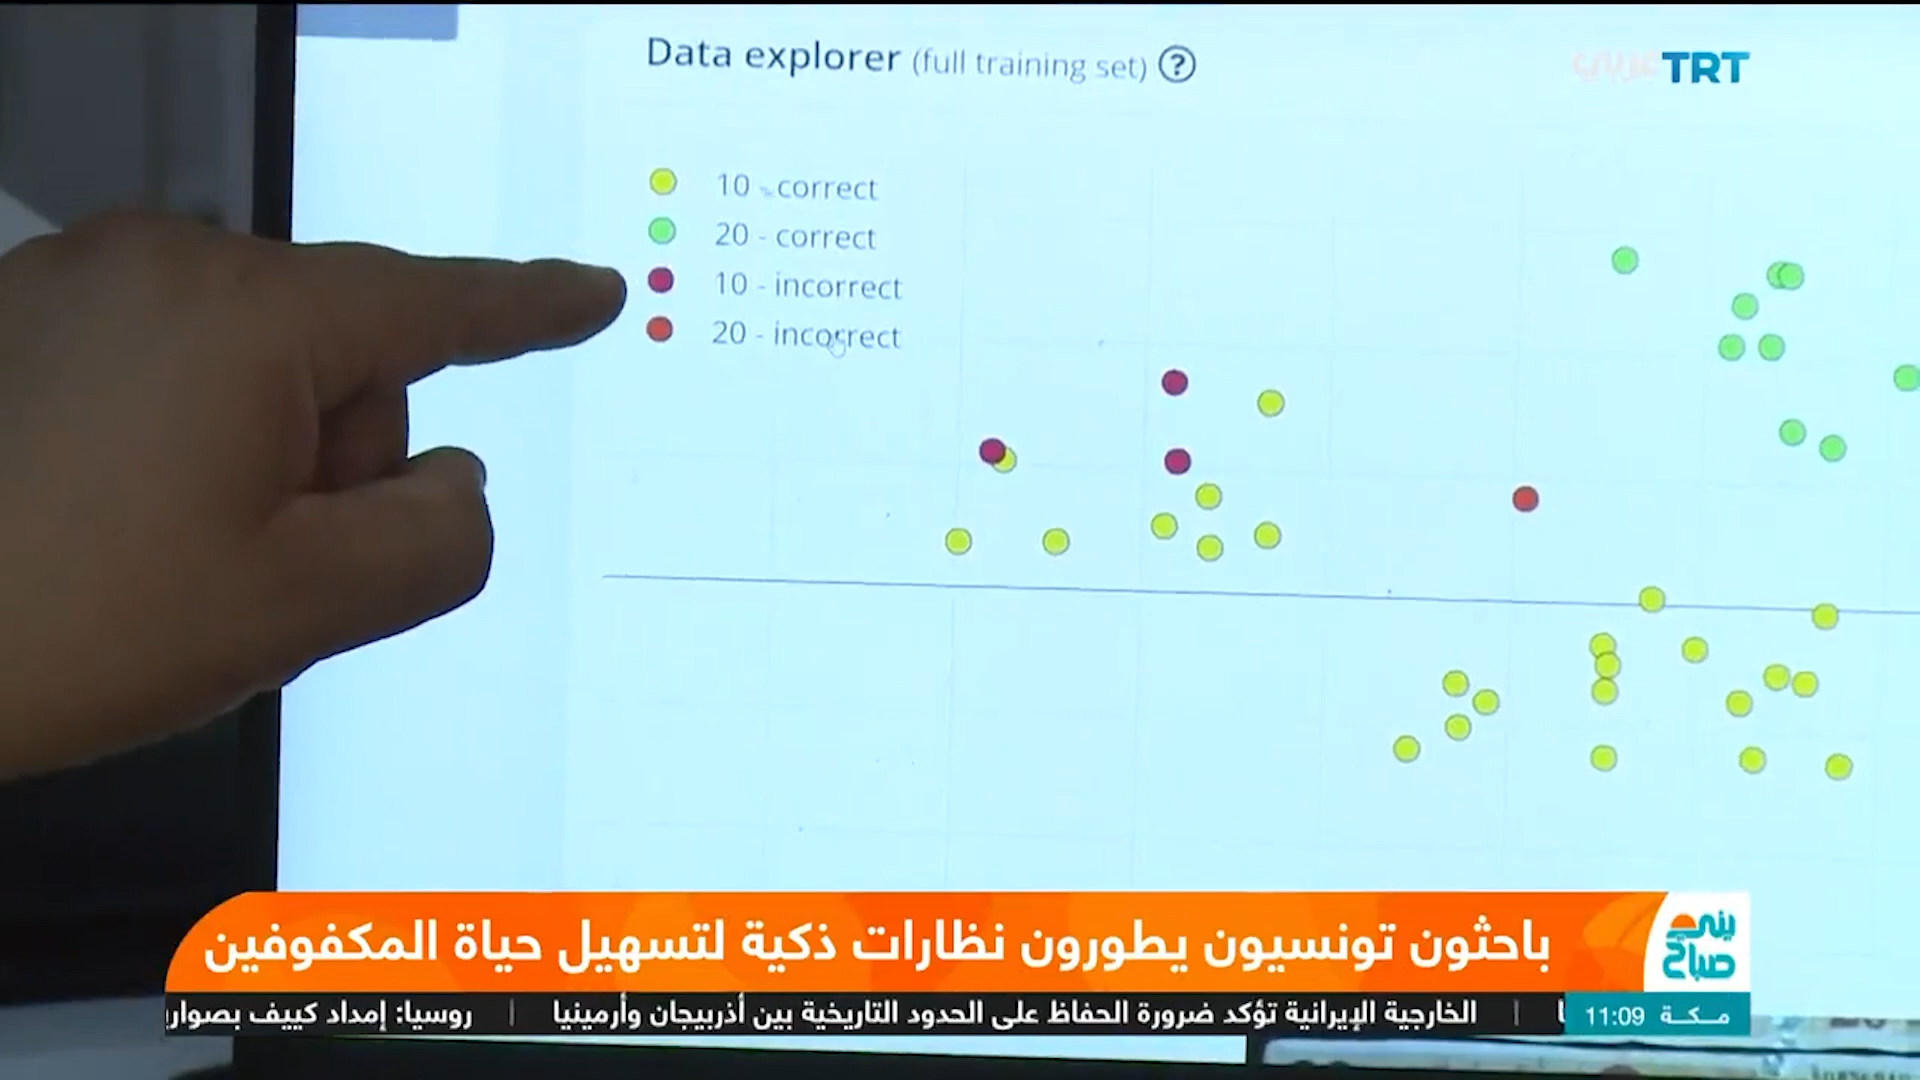 Data explorer (full training set) ?
عربي TRT
10 - correct
20 - correct
10 - incorrect
20 - incorrect
باحثون تونسيون يطورون نظارات ذكية لتسهيل حياة المكفوفين
يني صباح
الخارجية الإيرانية تؤكد ضرورة الحفاظ على الحدود التاريخية بين أذربيجان وأرمينيا | روسيا: إمداد كييف
مكة 11:09